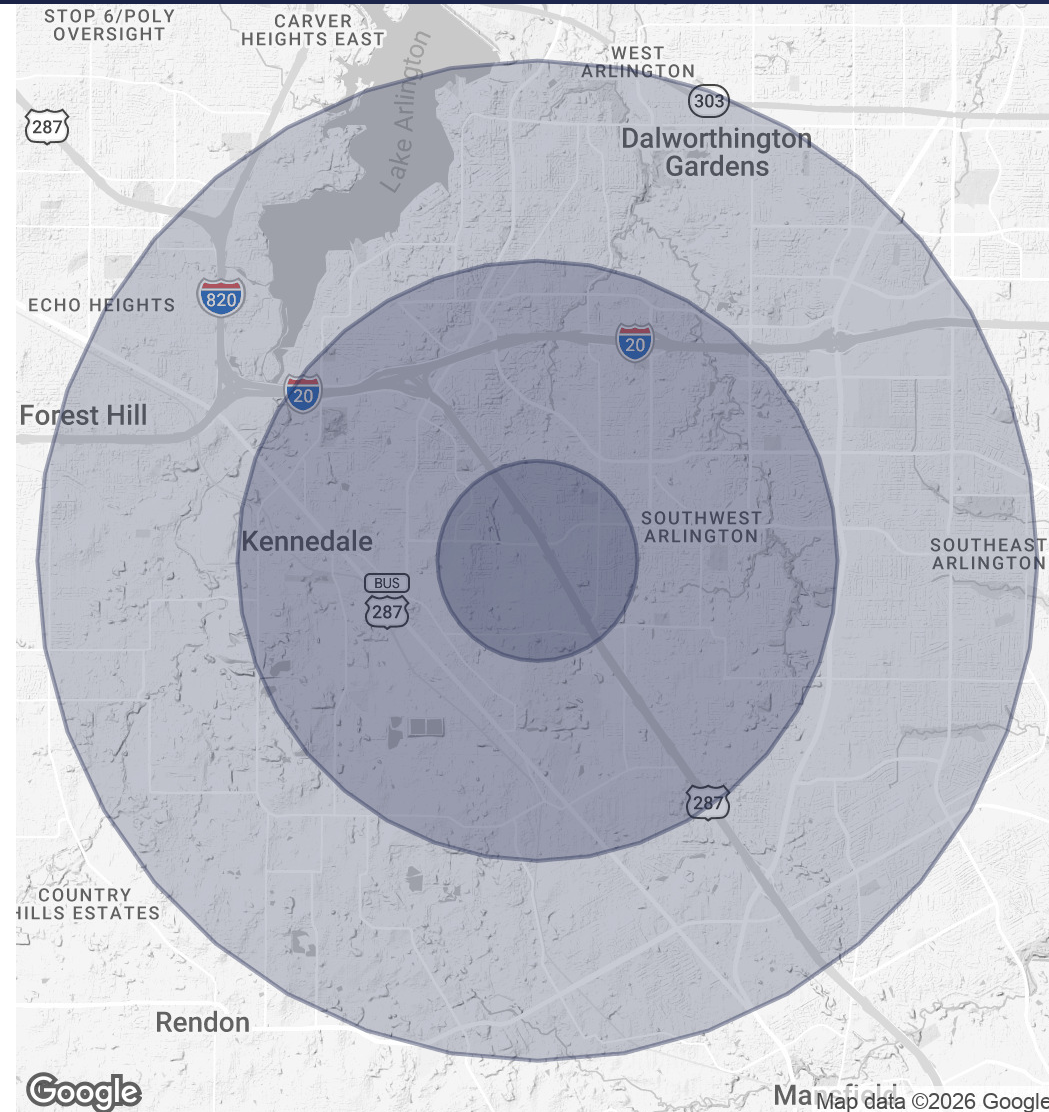 STOP 6/POLY
OVERSIGHT
CARVER
HEIGHTS EAST
Lake Arlington
WEST
ARLINGTON
303
287
Dalworthington
Gardens
820
ECHO HEIGHTS
20
20
Forest Hill
SOUTHWEST
ARLINGTON
Kennedale
SOUTHEAST
ARLINGTON
BUS
287
287
COUNTRY
HILLS ESTATES
Rendon
Google
Mansfield
Map data ©2026 Google